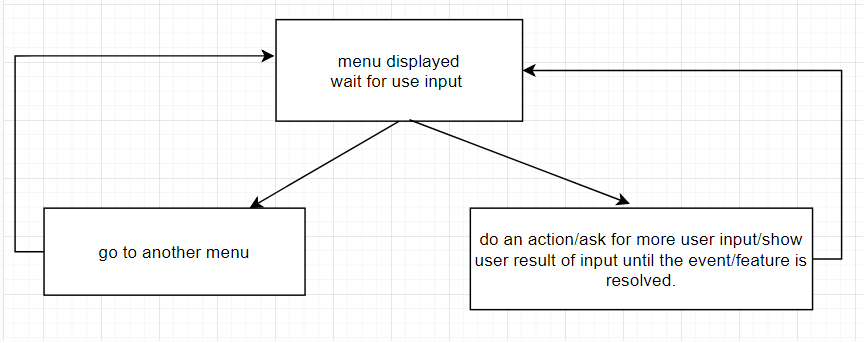 menu displayed
wait for use input
go to another menu
do an action/ask for more user input/show
user result of input until the event/feature is
resolved.